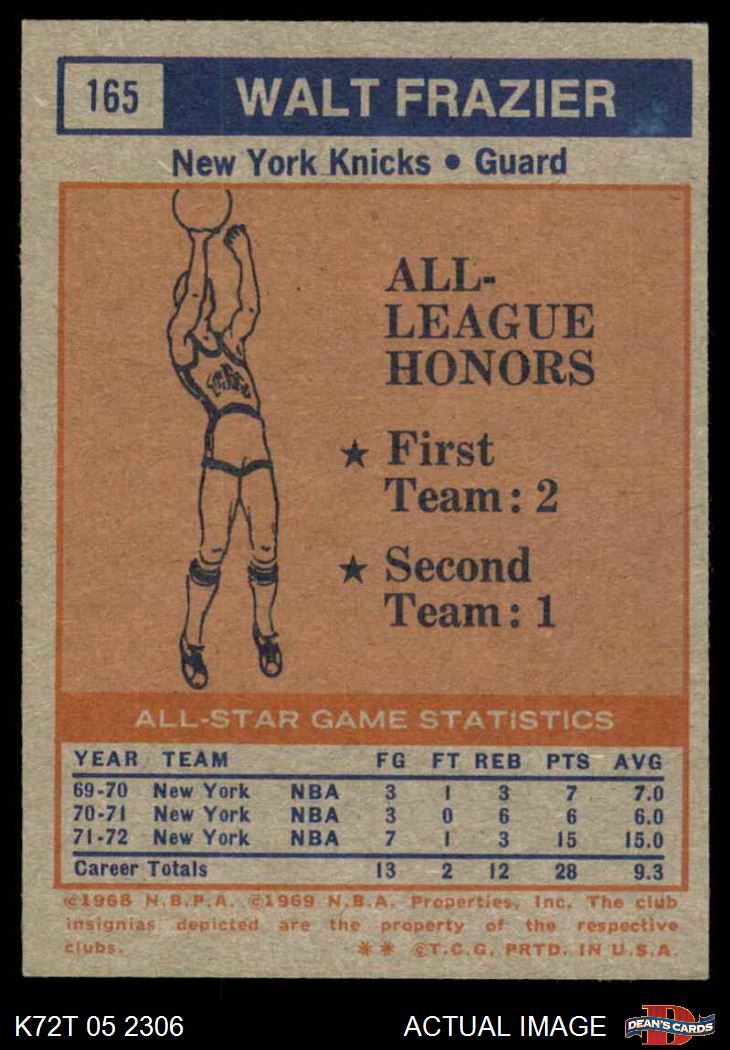 165 WALT FRAZIER
New York Knicks • Guard
ALL-
LEAGUE
HONORS
★ First
Team: 2
★ Second
Team: 1
ALL-STAR GAME STATISTICS
YEAR TEAM FG FT REB PTS AVG
69-70 New York NBA 3 1 3 7 7.0
70-71 New York NBA 3 0 6 6 6.0
71-72 New York NBA 7 1 3 15 15.0
Career Totals 13 2 12 28 9.3
©1968 N.B.P.A. ©1969 N.B.A. Properties, Inc. The club
insignias depicted are the property of the respective
clubs. ** ©T.C.G. PRTD. IN U.S.A.
K72T 05 2306 ACTUAL IMAGE
D
DEAN'S CARDS